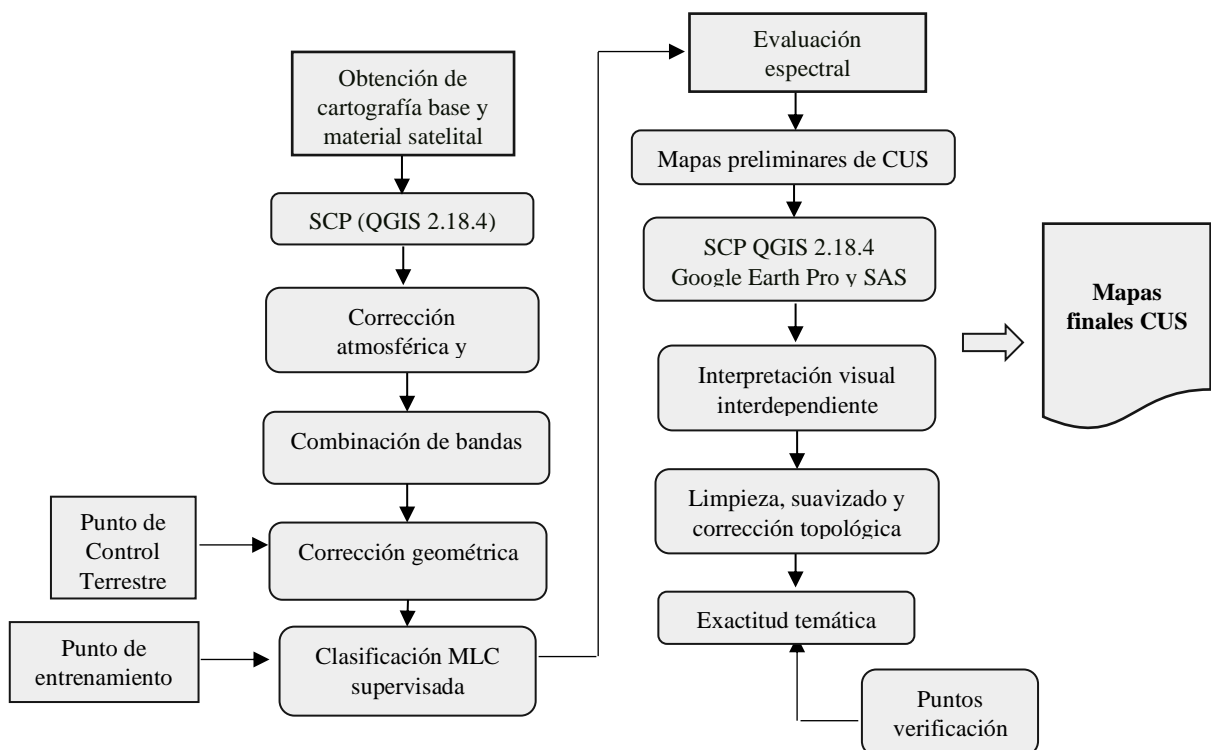 Obtención de
cartografía base y
material satelital
SCP (QGIS 2.18.4)
Corrección
atmosférica y
Combinación de bandas
Punto de
Control
Terrestre
Corrección geométrica
Punto de
entrenamiento
Clasificación MLC
supervisada
Evaluación
espectral
Mapas preliminares de CUS
SCP QGIS 2.18.4
Google Earth Pro y SAS
Interpretación visual
interdependiente
Limpieza, suavizado y
corrección topológica
Exactitud temática
Puntos
verificación
Mapas
finales CUS